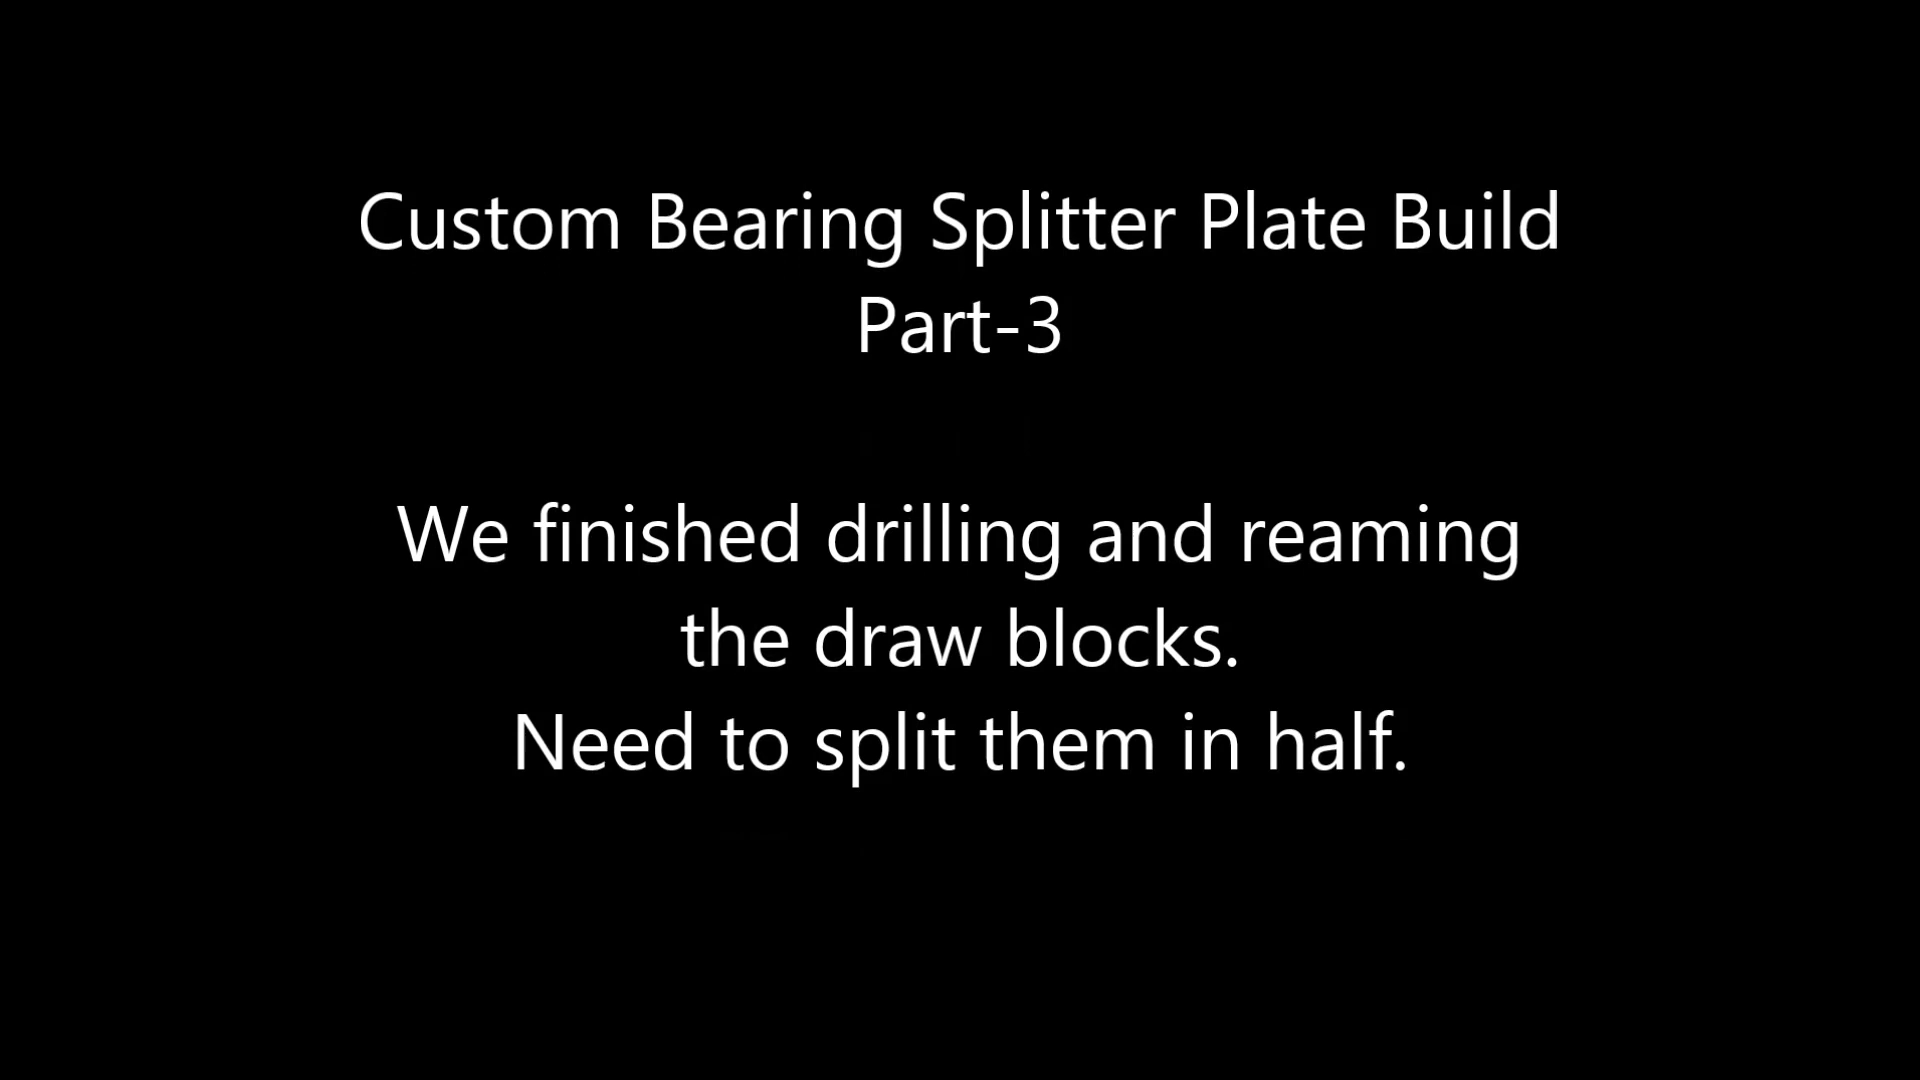 Custom Bearing Splitter Plate Build
Part-3
We finished drilling and reaming
the draw blocks.
Need to split them in half.